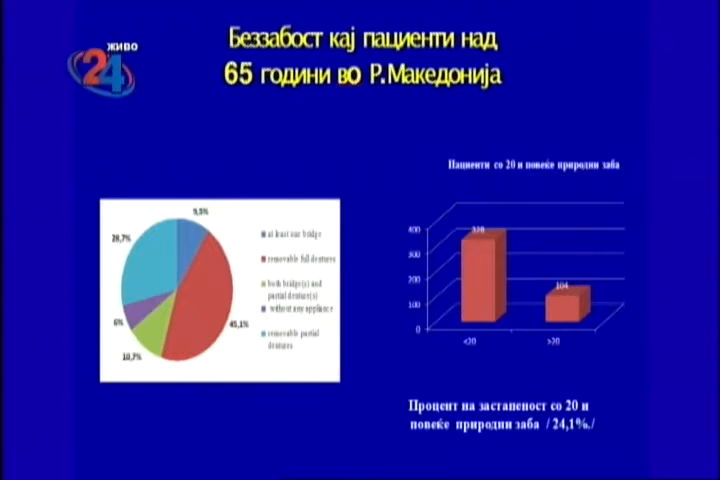 Беззабост кај пациенти над
65 години во Р.Македонија
живо
24
Пациенти со 20 и повеќе природни заба
9,5%
28,7%
6%
10,7%
45,1%
at least one bridge
removable full dentures
both bridge(s) and
partial denture(s)
without any appliance
removable partial
dentures
400
300
200
100
0
328
104
<20
>20
Процент на застапеност со 20 и
повеќе природни заба / 24,1%./